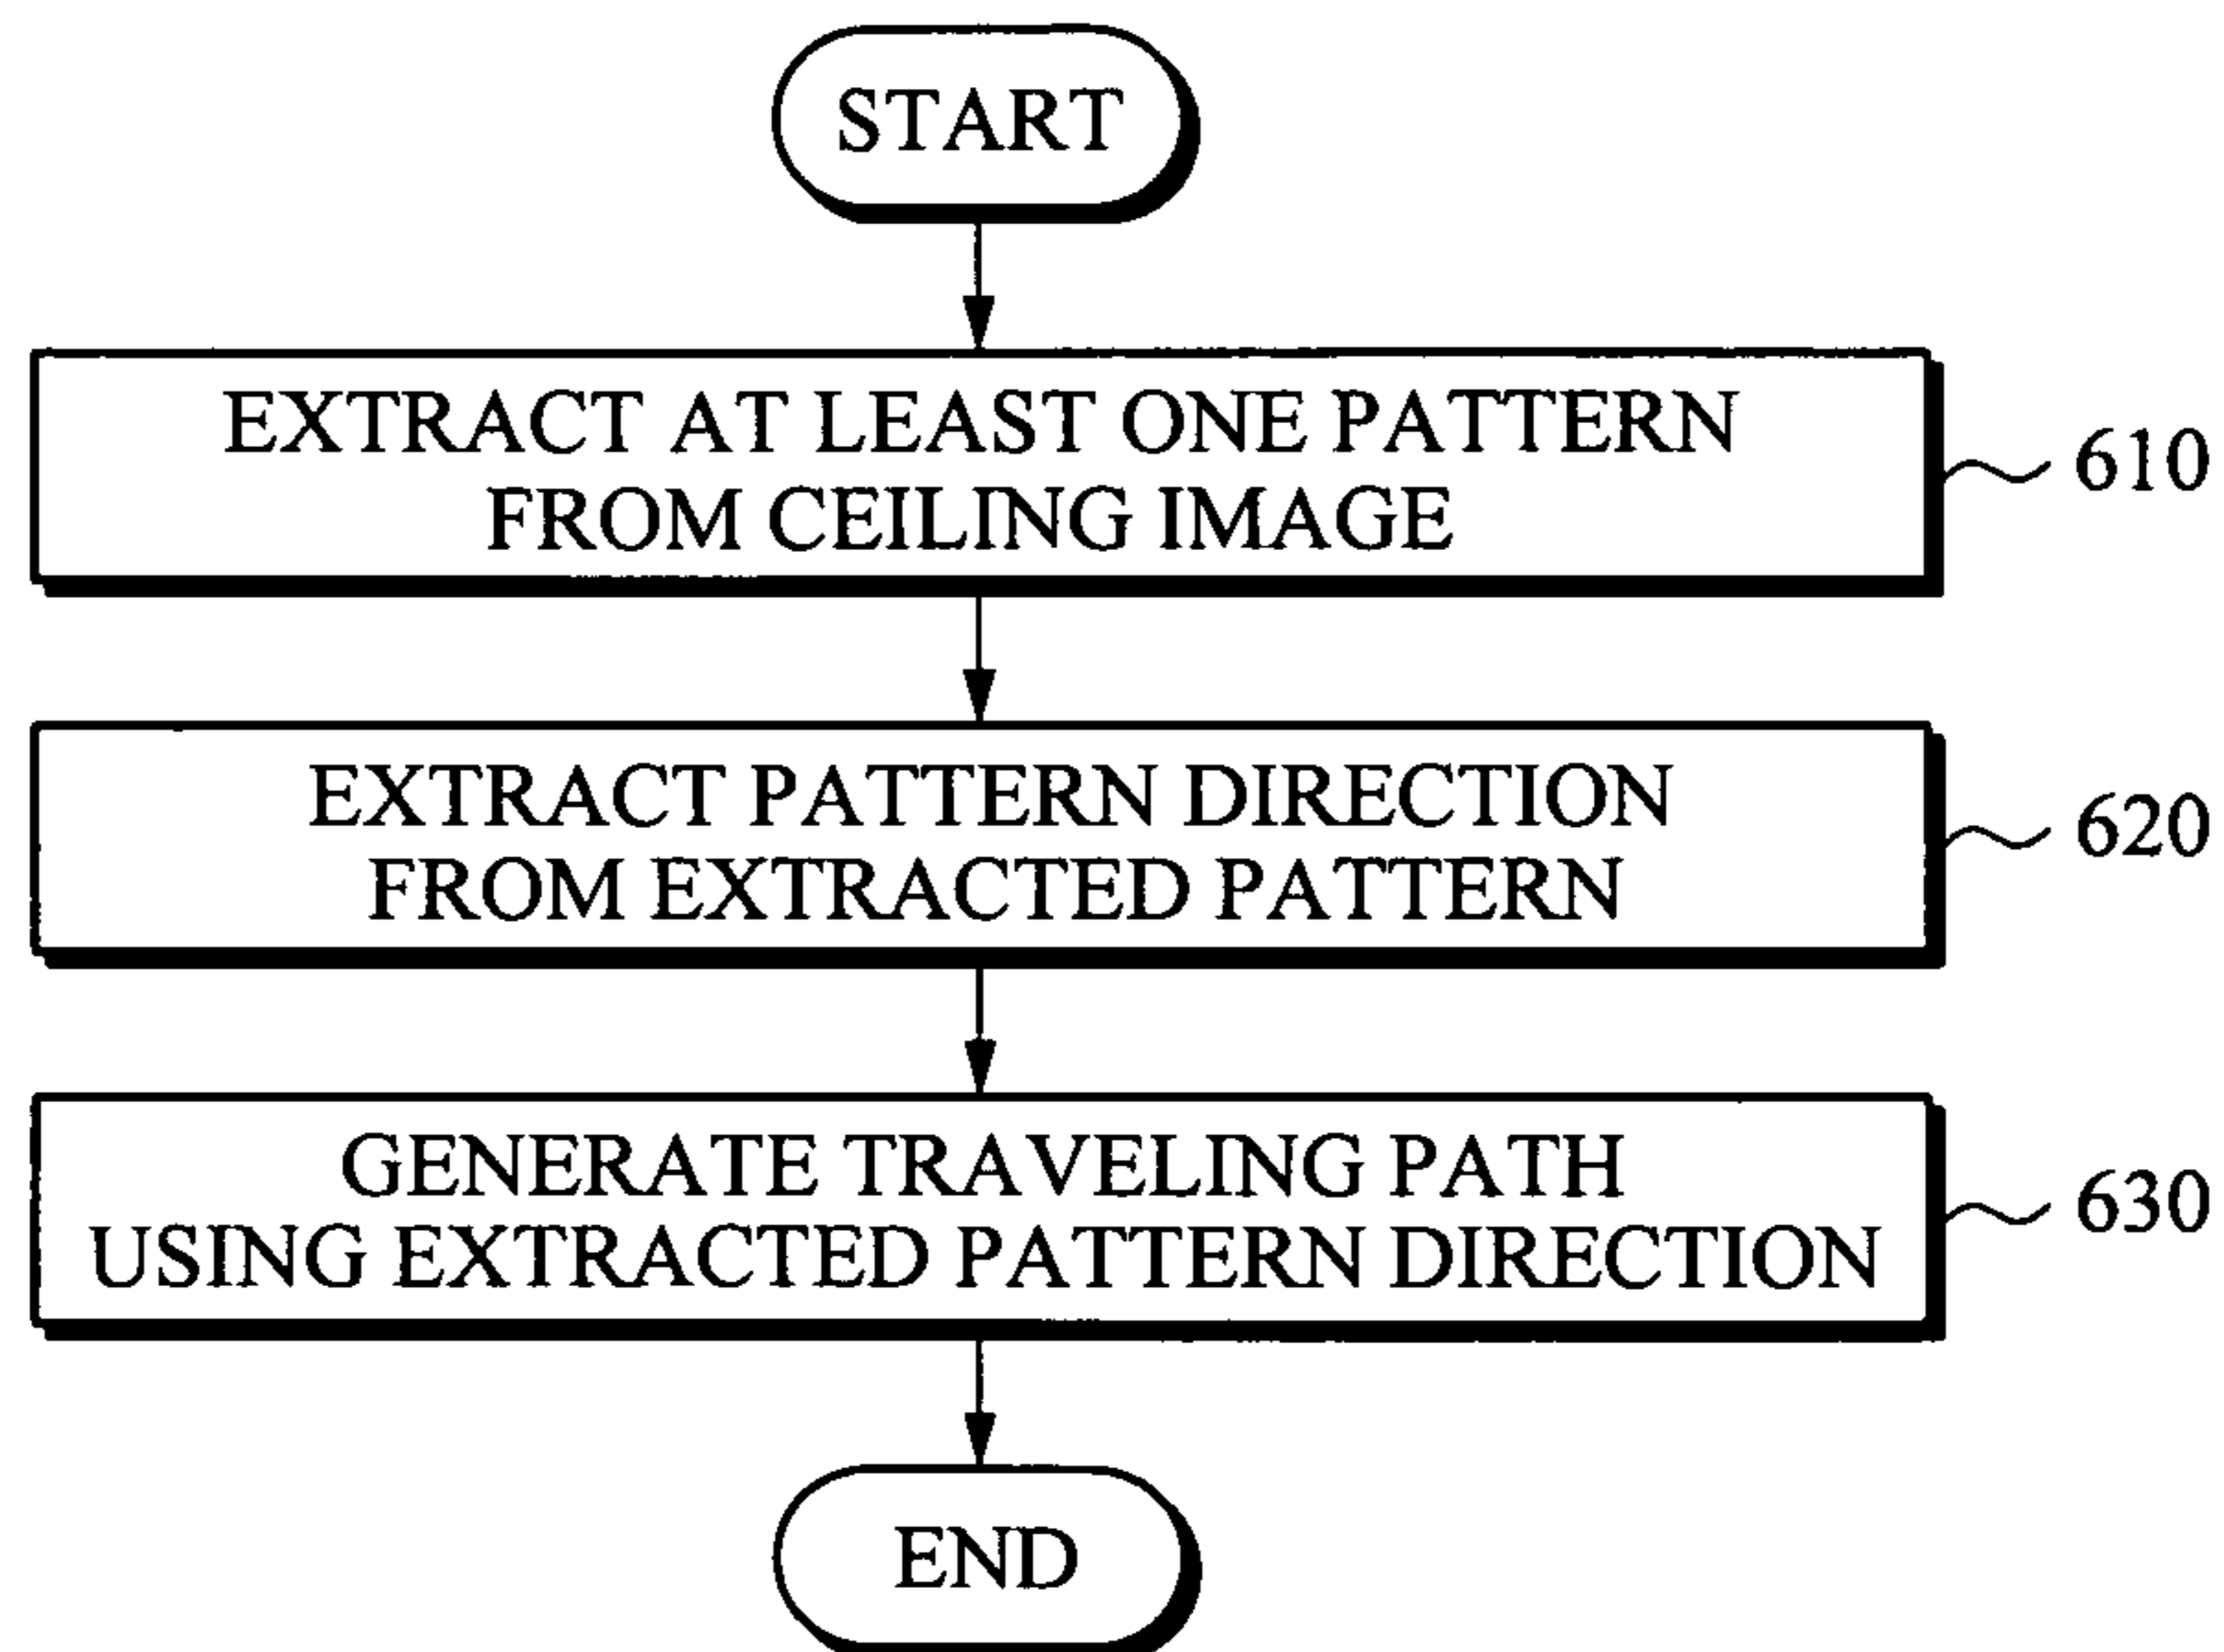 START
EXTRACT AT LEAST ONE PATTERN
FROM CEILING IMAGE
610
EXTRACT PATTERN DIRECTION
FROM EXTRACTED PATTERN
620
GENERATE TRAVELING PATH
USING EXTRACTED PATTERN DIRECTION
630
END